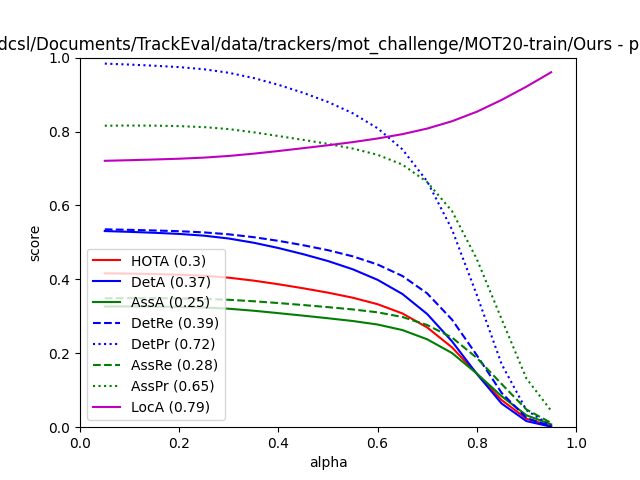 dcsl/Documents/TrackEval/data/trackers/mot_challenge/MOT20-train/Ours - p
1.0
0.8
0.6
0.4
0.2
0.0
score
HOTA (0.3)
DetA (0.37)
AssA (0.25)
DetRe (0.39)
DetPr (0.72)
AssRe (0.28)
AssPr (0.65)
LocA (0.79)
0.0 0.2 0.4 0.6 0.8 1.0
alpha